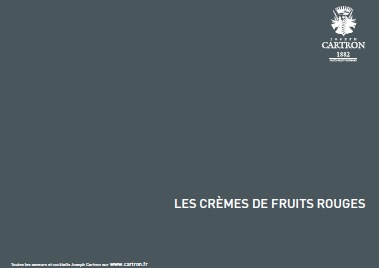 JOSEPH
CARTRON
1882
LES CRÈMES DE FRUITS ROUGES
Toutes les saveurs et cocktails Joseph Cartron sur www.cartron.fr